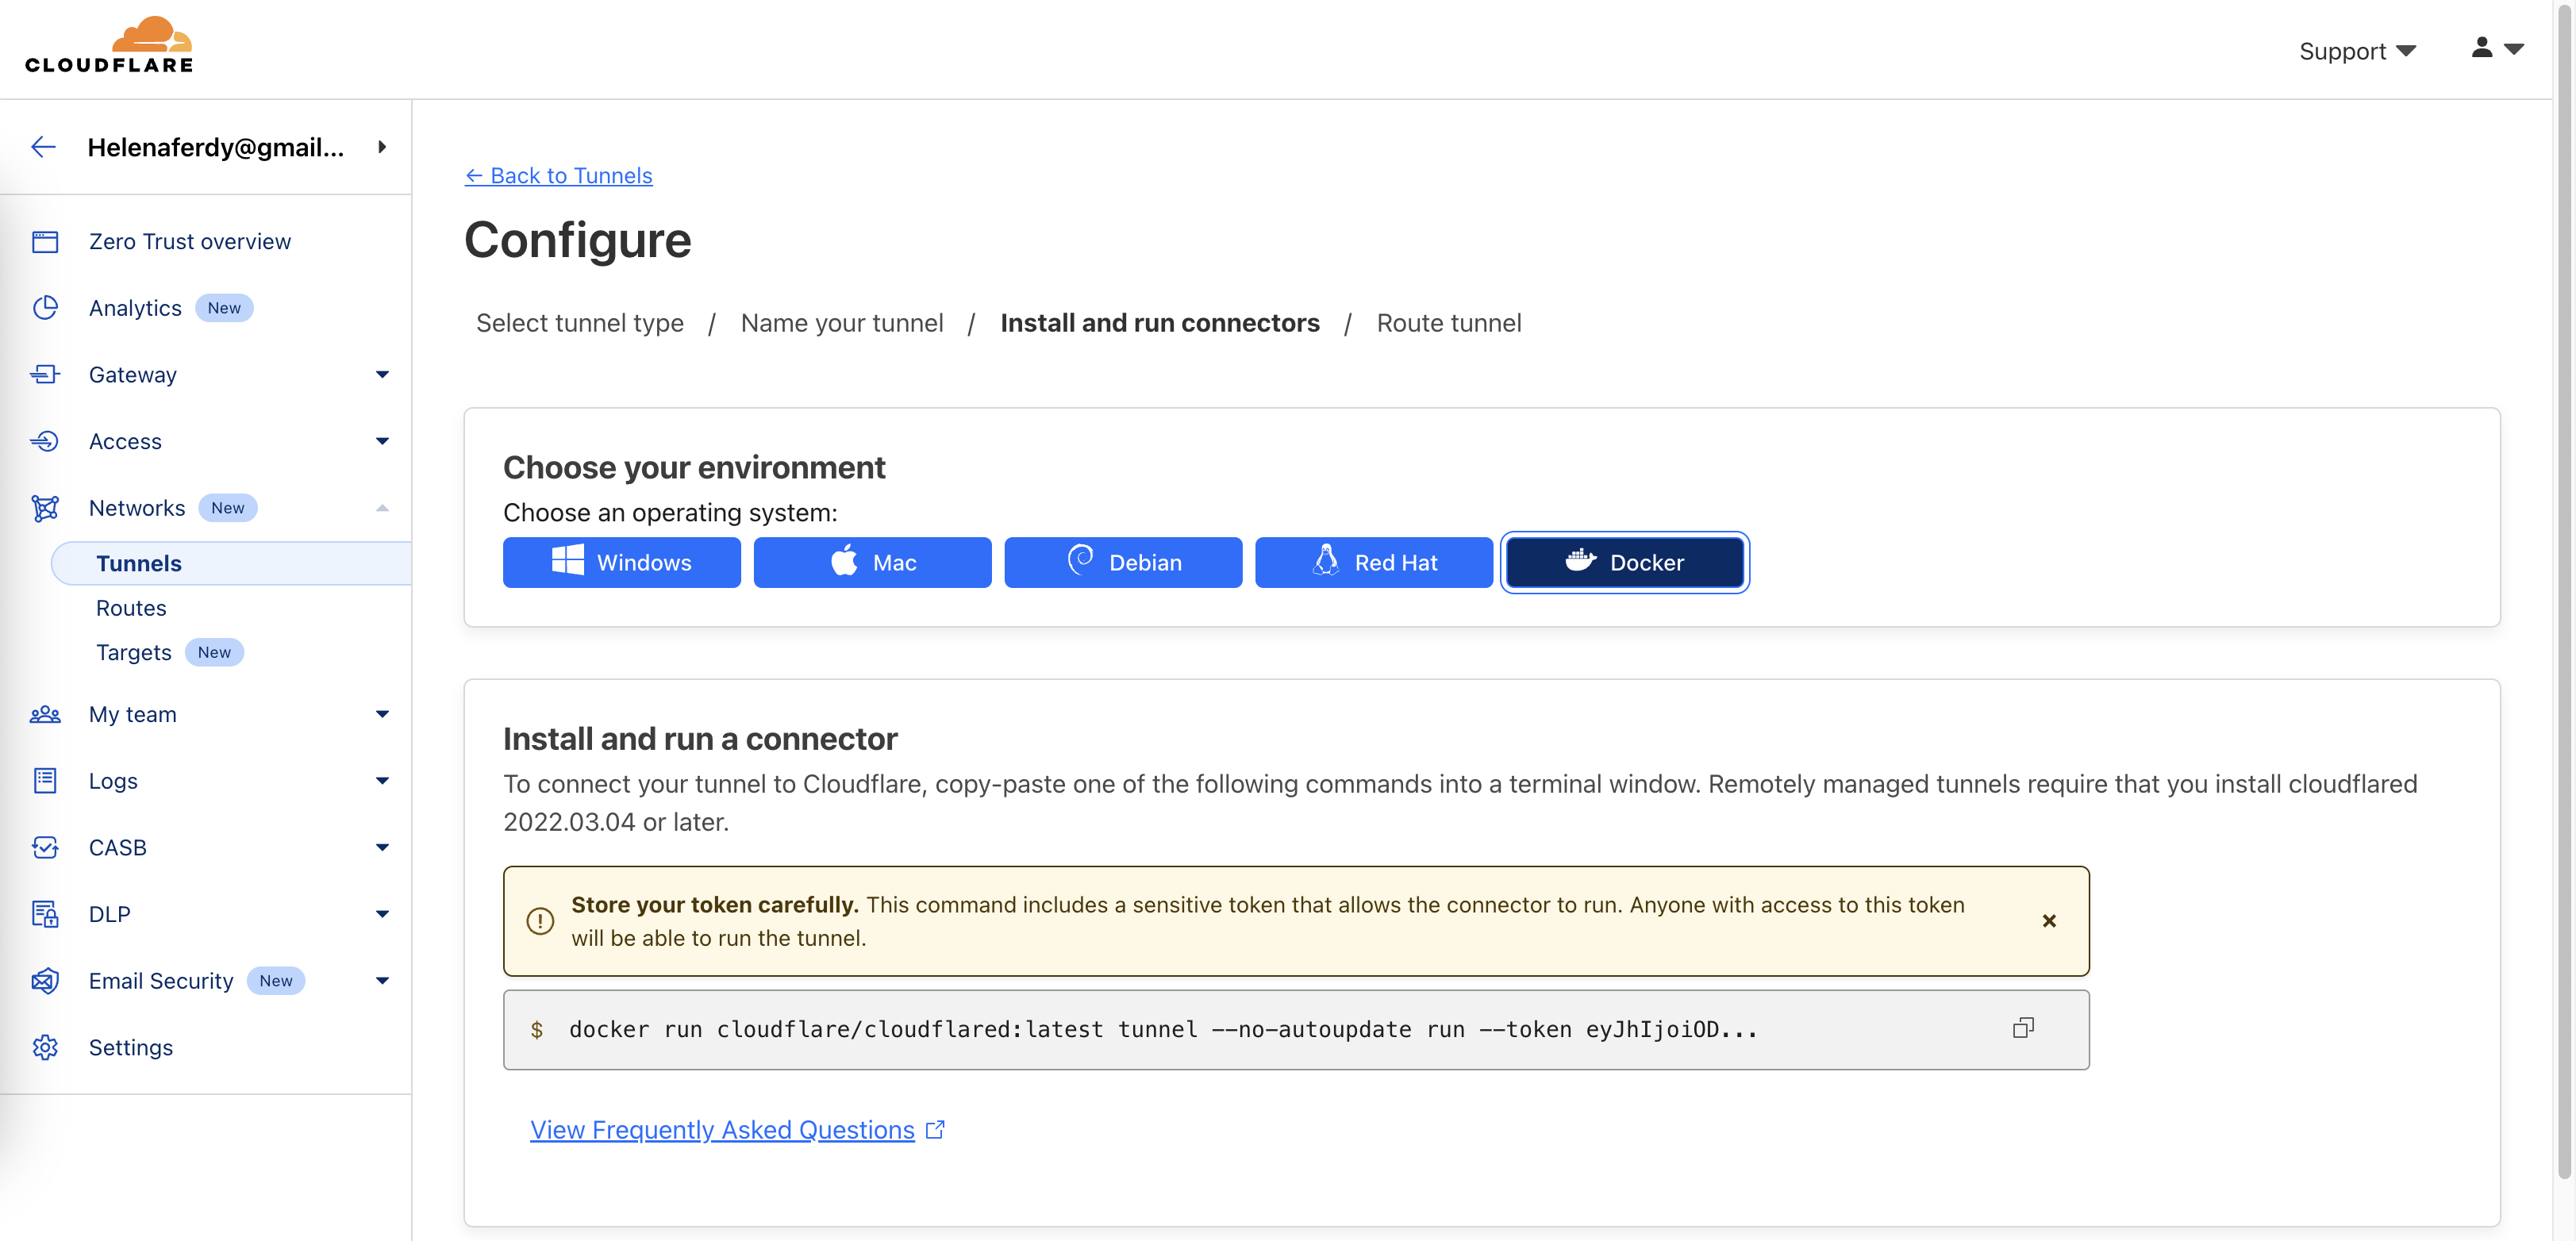 CLOUDFLARE
Support
Helenaferdy@gmail...
Zero Trust overview
Analytics New
Gateway
Access
Networks New
Tunnels
Routes
Targets New
My team
Logs
CASB
DLP
Email Security New
Settings
← Back to Tunnels
Configure
Select tunnel type / Name your tunnel / Install and run connectors / Route tunnel
Choose your environment
Choose an operating system:
Windows Mac Debian Red Hat Docker
Install and run a connector
To connect your tunnel to Cloudflare, copy-paste one of the following commands into a terminal window. Remotely managed tunnels require that you install cloudflared
2022.03.04 or later.
Store your token carefully. This command includes a sensitive token that allows the connector to run. Anyone with access to this token
will be able to run the tunnel.
$ docker run cloudflare/cloudflared:latest tunnel --no-autoupdate run --token eyJhIjoiOD...
View Frequently Asked Questions